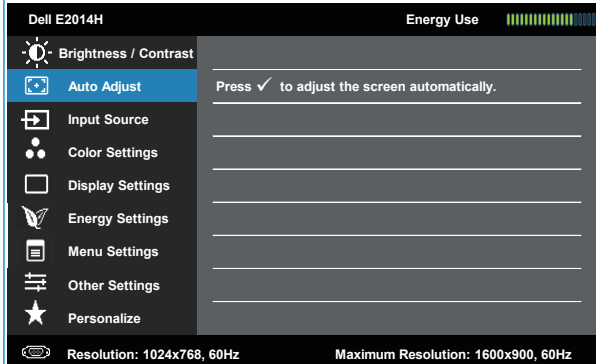 Dell E2014H Energy Use
Brightness / Contrast
Auto Adjust Press ✓ to adjust the screen automatically.
Input Source
Color Settings
Display Settings
Energy Settings
Menu Settings
Other Settings
Personalize
Resolution: 1024x768, 60Hz Maximum Resolution: 1600x900, 60Hz